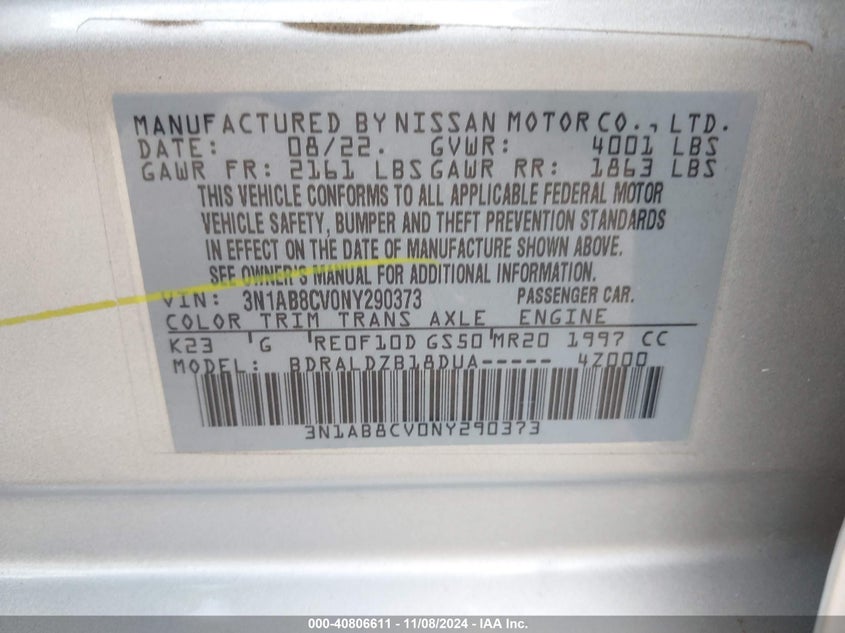 MANUFACTURED BY NISSAN MOTOR CO., LTD.
DATE: 08/22. GVWR: 4001 LBS
GAWR FR: 2161 LBS GAWR RR: 1863 LBS
THIS VEHICLE CONFORMS TO ALL APPLICABLE FEDERAL MOTOR
VEHICLE SAFETY, BUMPER AND THEFT PREVENTION STANDARDS
IN EFFECT ON THE DATE OF MANUFACTURE SHOWN ABOVE.
SEE OWNER'S MANUAL FOR ADDITIONAL INFORMATION.
VIN: 3N1AB8CV0NY290373 PASSENGER CAR.
COLOR TRIM TRANS AXLE ENGINE
K23 'G 'RE0F10D GS50'MR20 1997 CC
MODEL: BDRALDZB18DUA----- 4Z000
3N1AB8CV0NY290373
000-40806611 - 11/08/2024 - IAA Inc.